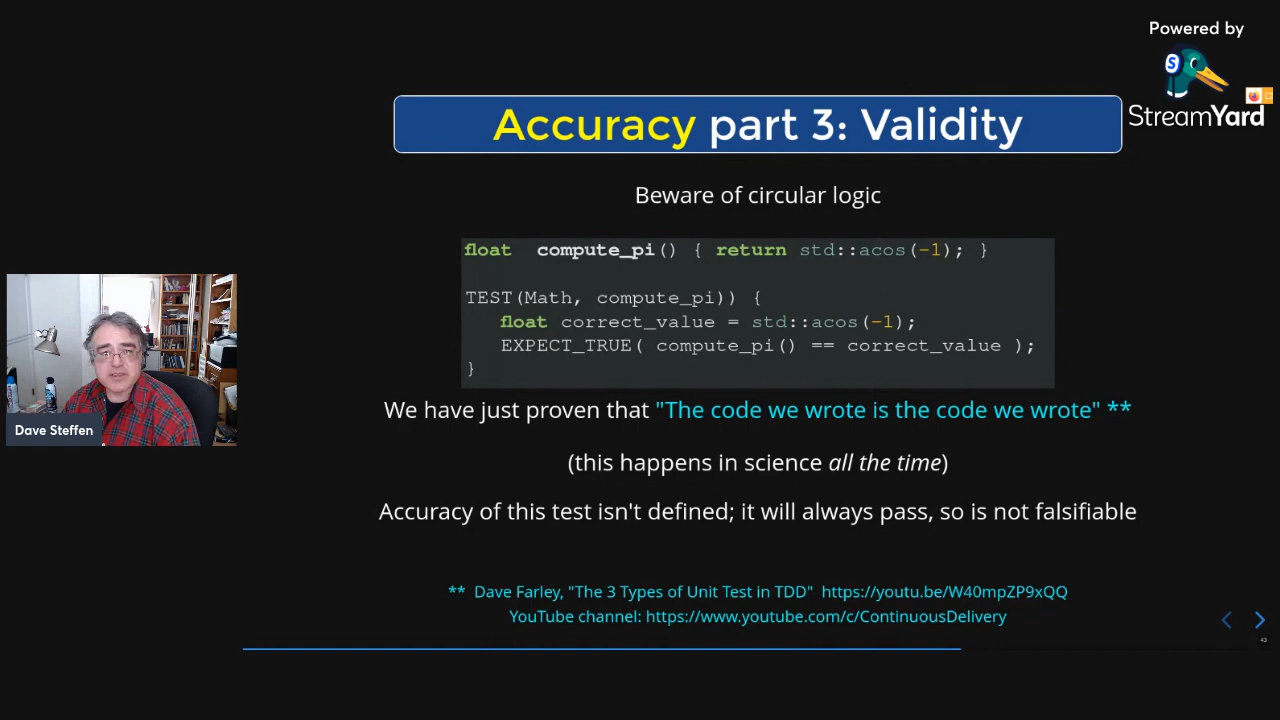 Powered by
StreamYard
Accuracy part 3: Validity
Beware of circular logic
float compute_pi() { return std::acos(-1); }
TEST(Math, compute_pi)) {
float correct_value = std::acos(-1);
EXPECT_TRUE( compute_pi() == correct_value );
}
We have just proven that "The code we wrote is the code we wrote" **
(this happens in science all the time)
Accuracy of this test isn't defined; it will always pass, so is not falsifiable
** Dave Farley, "The 3 Types of Unit Test in TDD" https://youtu.be/W40mpZP9xQQ
YouTube channel: https://www.youtube.com/c/ContinuousDelivery
Dave Steffen